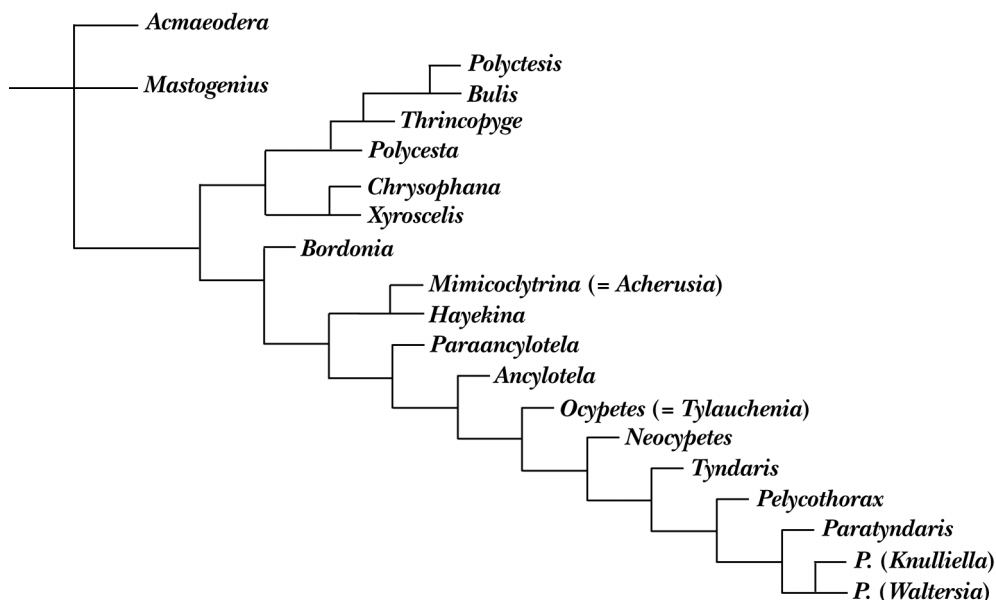 Acmaeodera
Polyctesis
Mastogenius
Bulis
Thrincopyge
Polycesta
Chrysophana
Xyroscelis
Bordonia
Mimicoclytrina (= Acherusia)
Hayekina
Paraancylotela
Ancylotela
Ocypetes (= Tylauchenia)
Neocypetes
Tyndaris
Pelycothorax
Paratyndaris
P. (Knulliella)
P. (Waltersia)